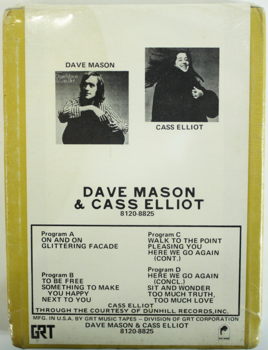 DAVE MASON
CASS ELLIOT
DAVE MASON
& CASS ELLIOT
8120-8825
Program A
ON AND ON
GLITTERING FACADE
Program C
WALK TO THE POINT
PLEASING YOU
HERE WE GO AGAIN
(CONT.)
Program B
TO BE FREE
SOMETHING TO MAKE
YOU HAPPY
NEXT TO YOU
Program D
HERE WE GO AGAIN
(CONCL.)
SIT AND WONDER
TOO MUCH TRUTH,
TOO MUCH LOVE
CASS ELLIOT
THROUGH THE COURTESY OF DUNHILL RECORDS, INC.
MFG. IN U.S.A. BY GRT MUSIC TAPES – DIVISION OF GRT CORPORATION
GRT
DAVE MASON & CASS ELLIOT
8120-8825